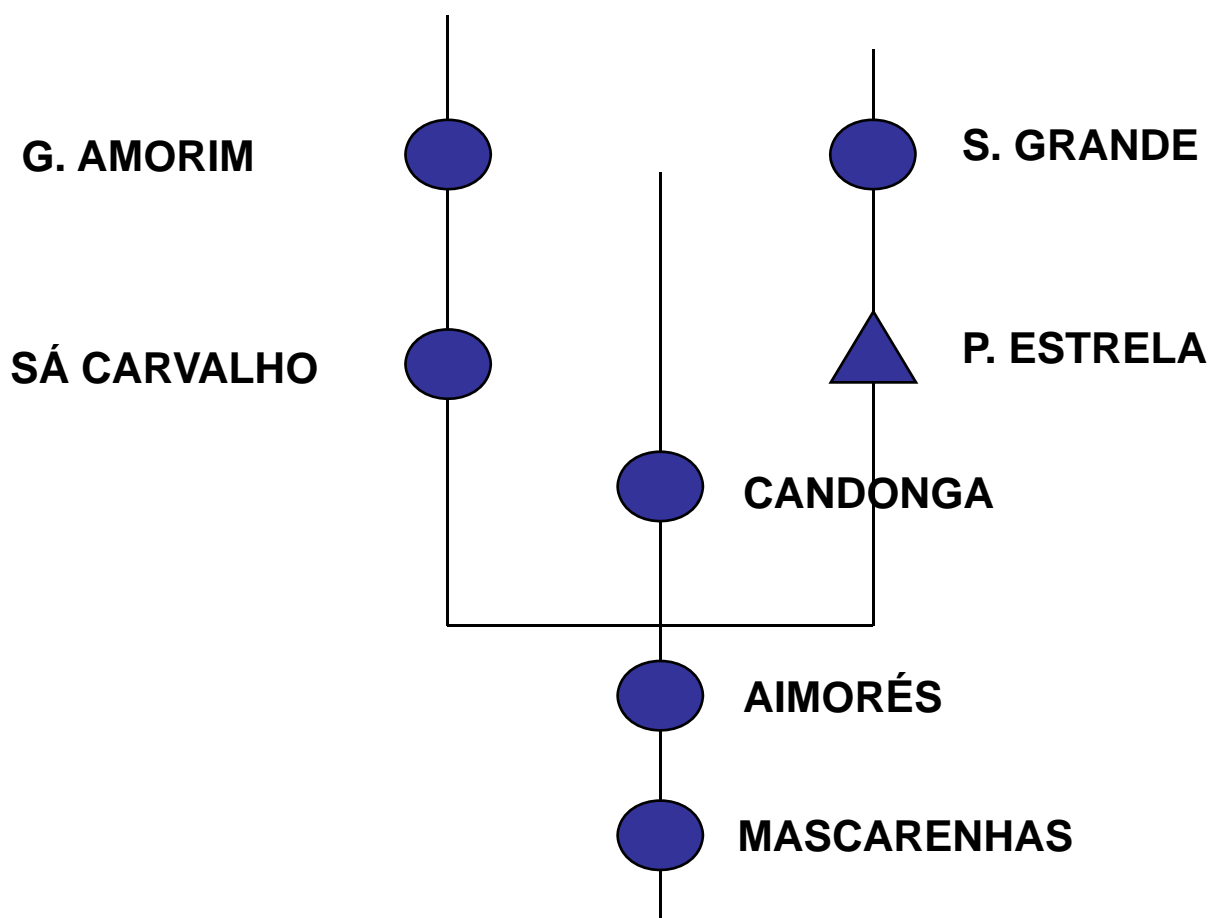 G. AMORIM
S. GRANDE
SÁ CARVALHO
P. ESTRELA
CANDONGA
AIMORÉS
MASCARENHAS